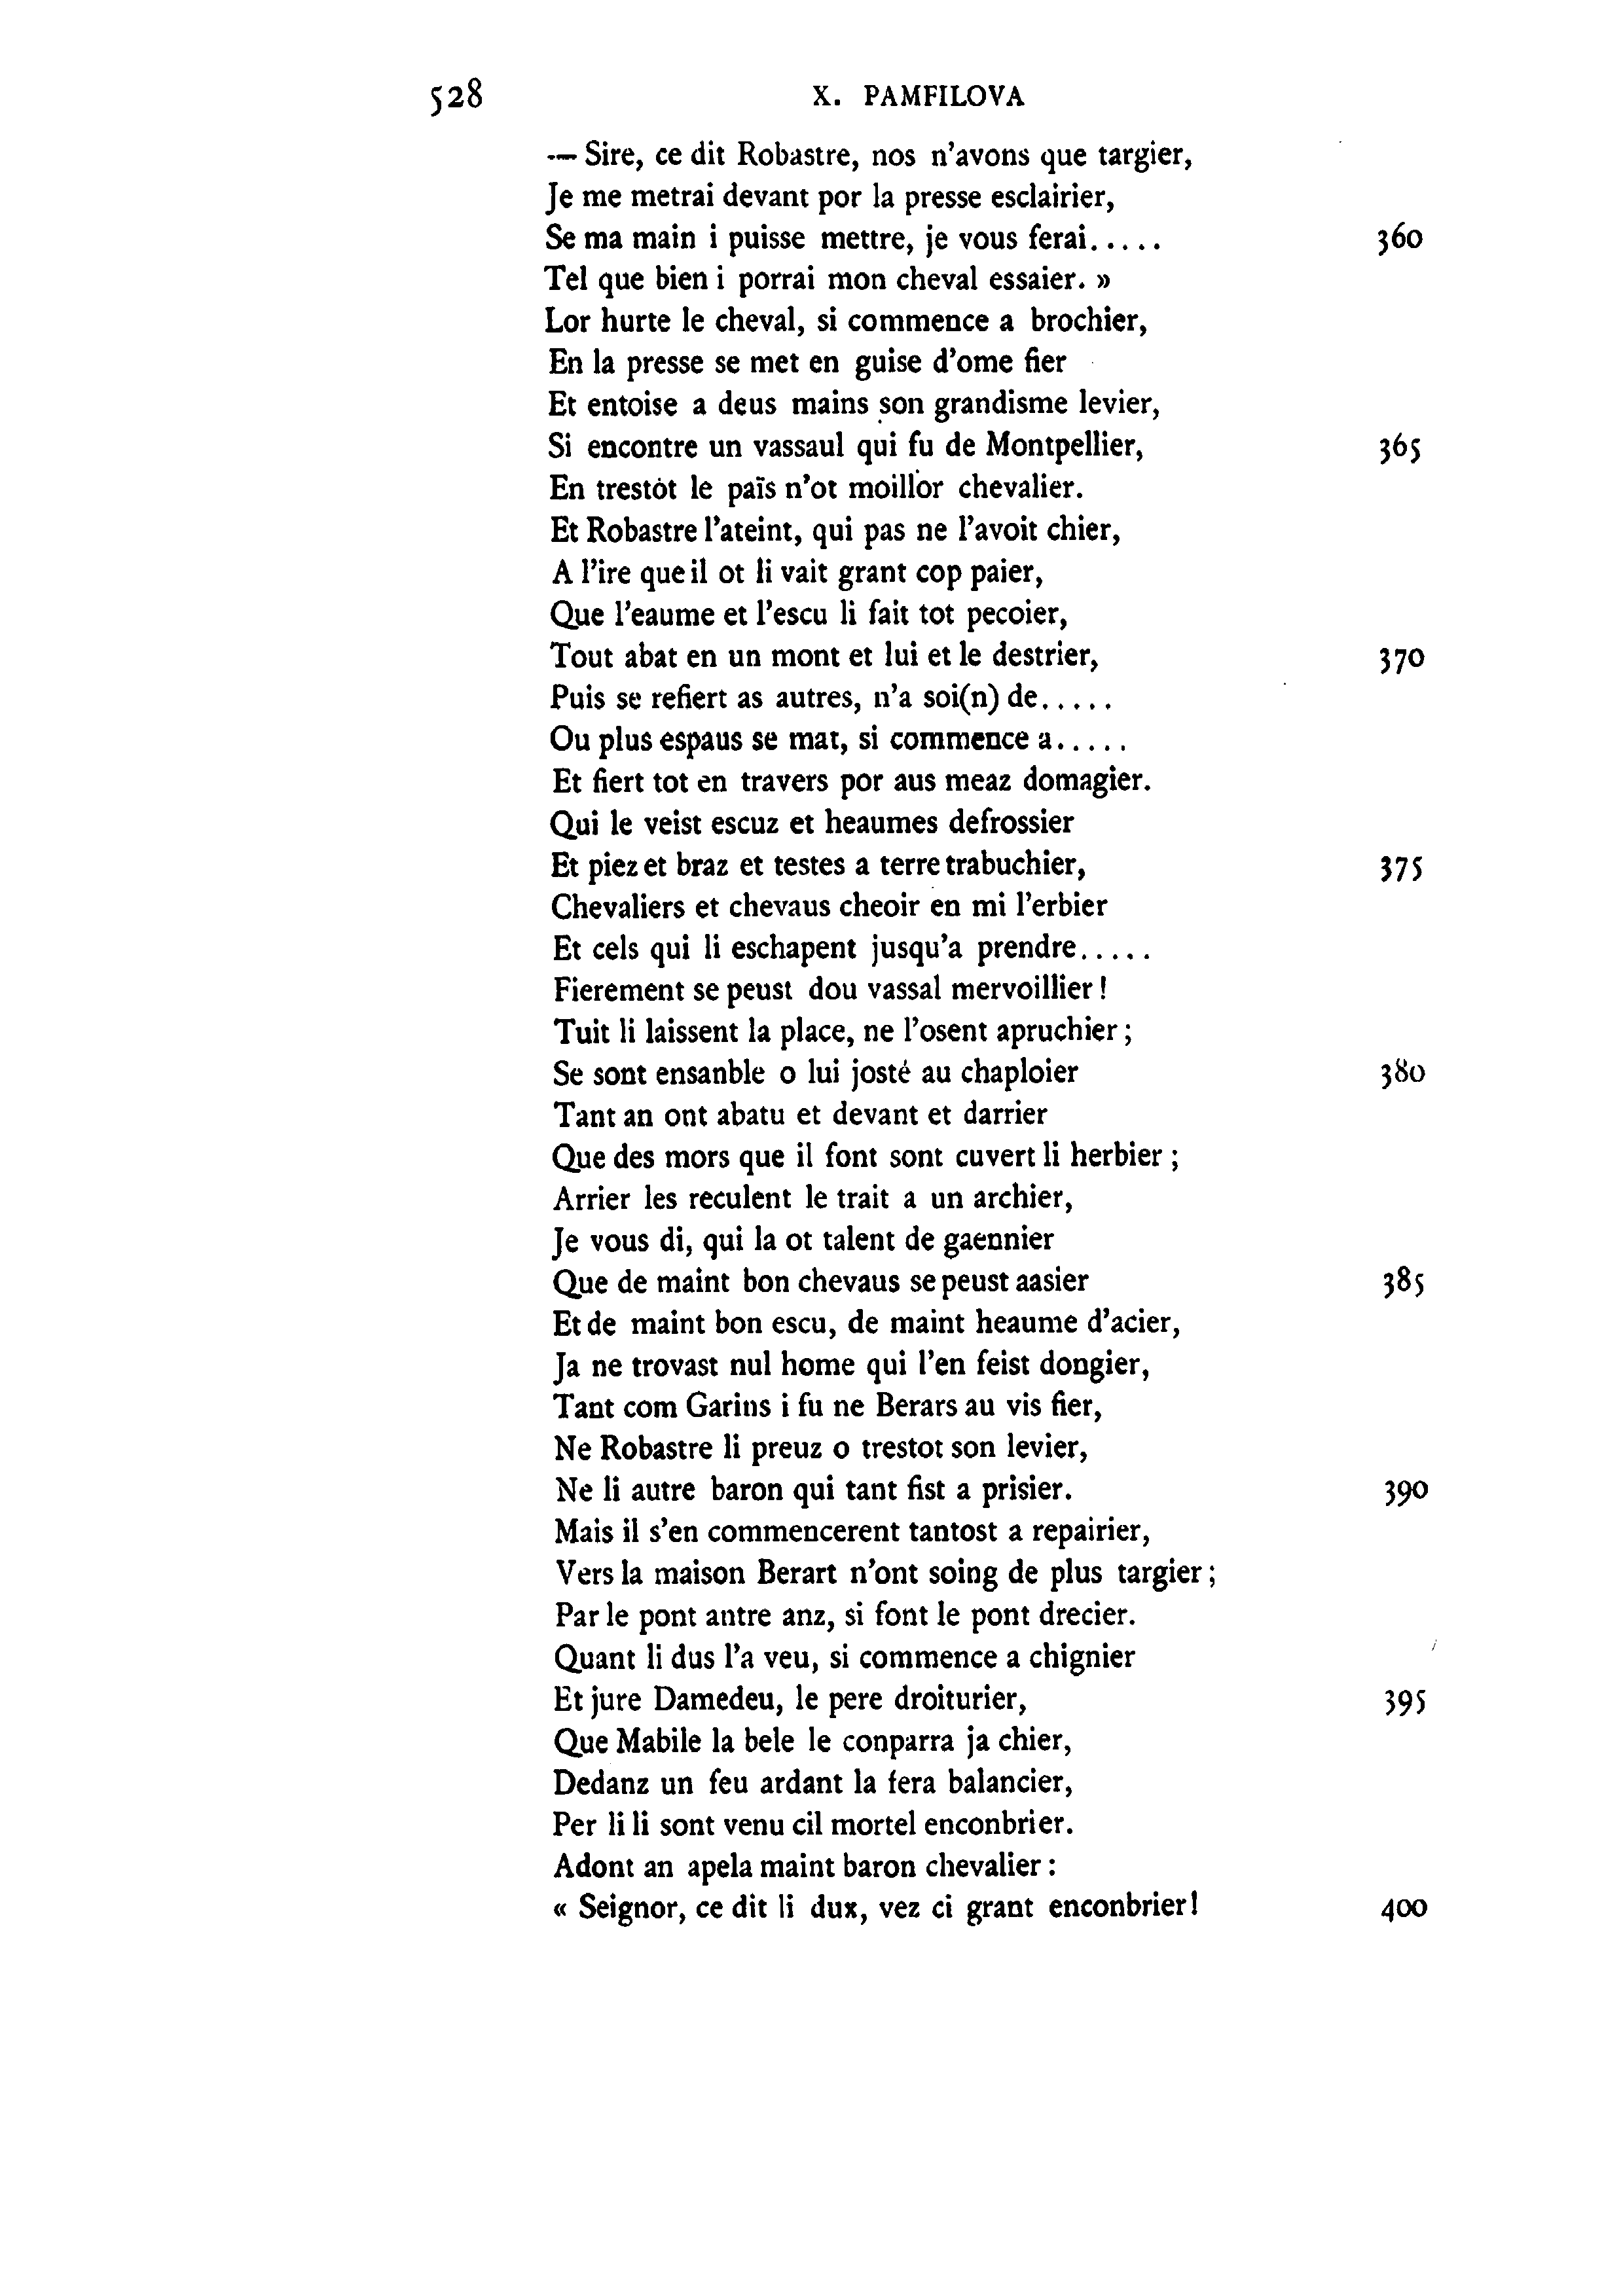 528 X. PAMFILOVA
— Sire, ce dit Robastre, nos n'avons que targier,
Je me metrai devant por la presse esclairier,
Se ma main i puisse mettre, je vous ferai..... 360
Tel que bien i porrai mon cheval essaier. »
Lor hurte le cheval, si commence a brochier,
En la presse se met en guise d'ome fier
Et entoise a deus mains son grandisme levier,
Si encontre un vassaul qui fu de Montpellier, 365
En trestot le païs n'ot moillor chevalier.
Et Robastre l'ateint, qui pas ne l'avoit chier,
A l'ire que il ot li vait grant cop paier,
Que l'eaume et l'escu li fait tot pecoier,
Tout abat en un mont et lui et le destrier, 370
Puis se refiert as autres, n'a soi(n) de.....
Ou plus espaus se mat, si commence a.....
Et fiert tot en travers por aus meaz domagier.
Qui le veist escuz et heaumes defrossier
Et piez et braz et testes a terre trabuchier, 375
Chevaliers et chevaus cheoir en mi l'erbier
Et cels qui li eschapent jusqu'a prendre.....
Fierement se peust dou vassal mervoillier !
Tuit li laissent la place, ne l'osent apruchier ;
Se sont ensanble o lui josté au chaploier 380
Tant an ont abatu et devant et darrier
Que des mors que il font sont cuvert li herbier ;
Arrier les reculent le trait a un archier,
Je vous di, qui la ot talent de gaennier
Que de maint bon chevaus se peust aasier 385
Et de maint bon escu, de maint heaume d'acier,
Ja ne trovast nul home qui l'en feist dongier,
Tant com Garins i fu ne Berars au vis fier,
Ne Robastre li preuz o trestot son levier,
Ne li autre baron qui tant fist a prisier. 390
Mais il s'en commencerent tantost a repairier,
Vers la maison Berart n'ont soing de plus targier ;
Par le pont antre anz, si font le pont drecier.
Quant li dus l'a veu, si commence a chignier
Et jure Damedeu, le pere droiturier, 395
Que Mabile la bele le conparra ja chier,
Dedanz un feu ardant la fera balancier,
Per li li sont venu cil mortel enconbrier.
Adont an apela maint baron chevalier :
« Seignor, ce dit li dux, vez ci grant enconbrier! 400